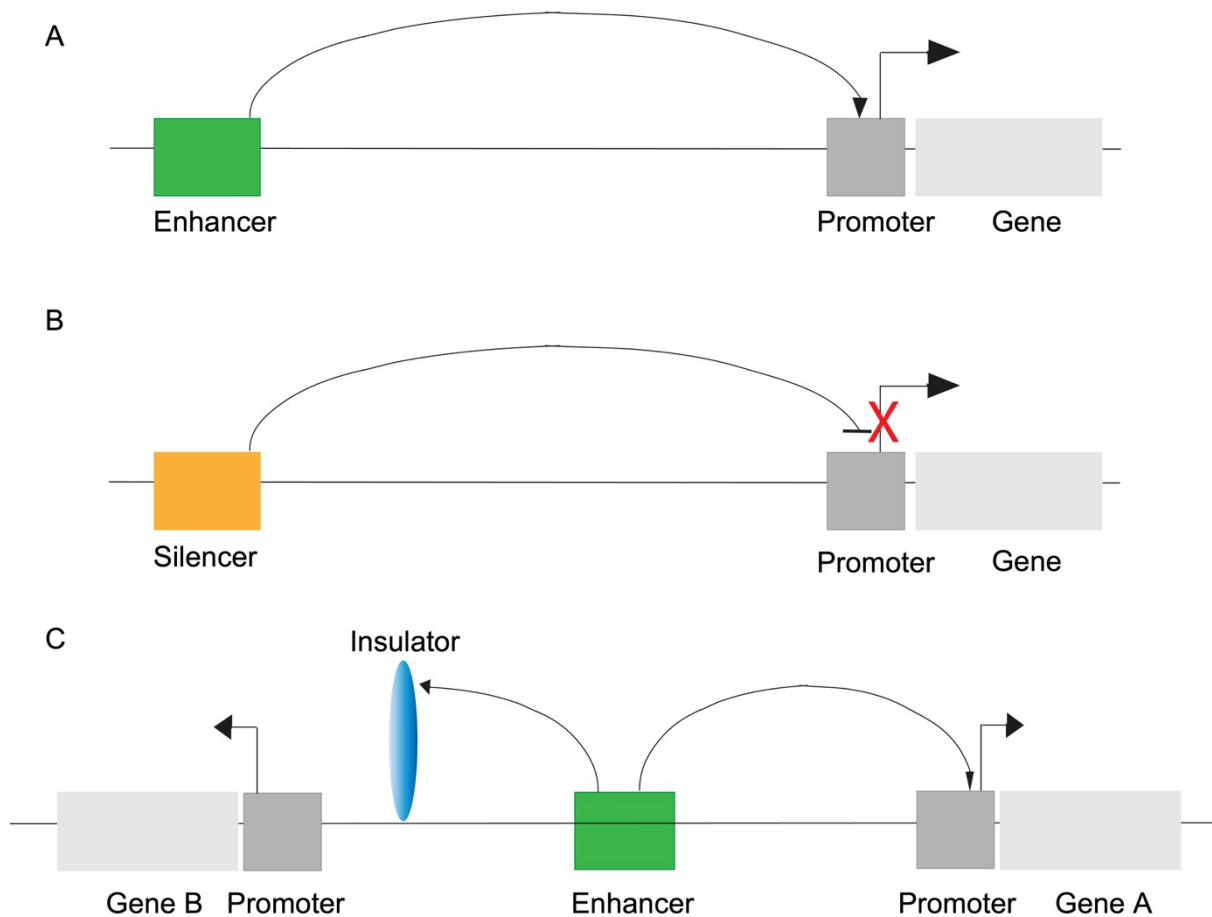 A
Enhancer
Promoter Gene
B
X
Silencer
Promoter Gene
C
Insulator
Gene B Promoter Enhancer Promoter Gene A